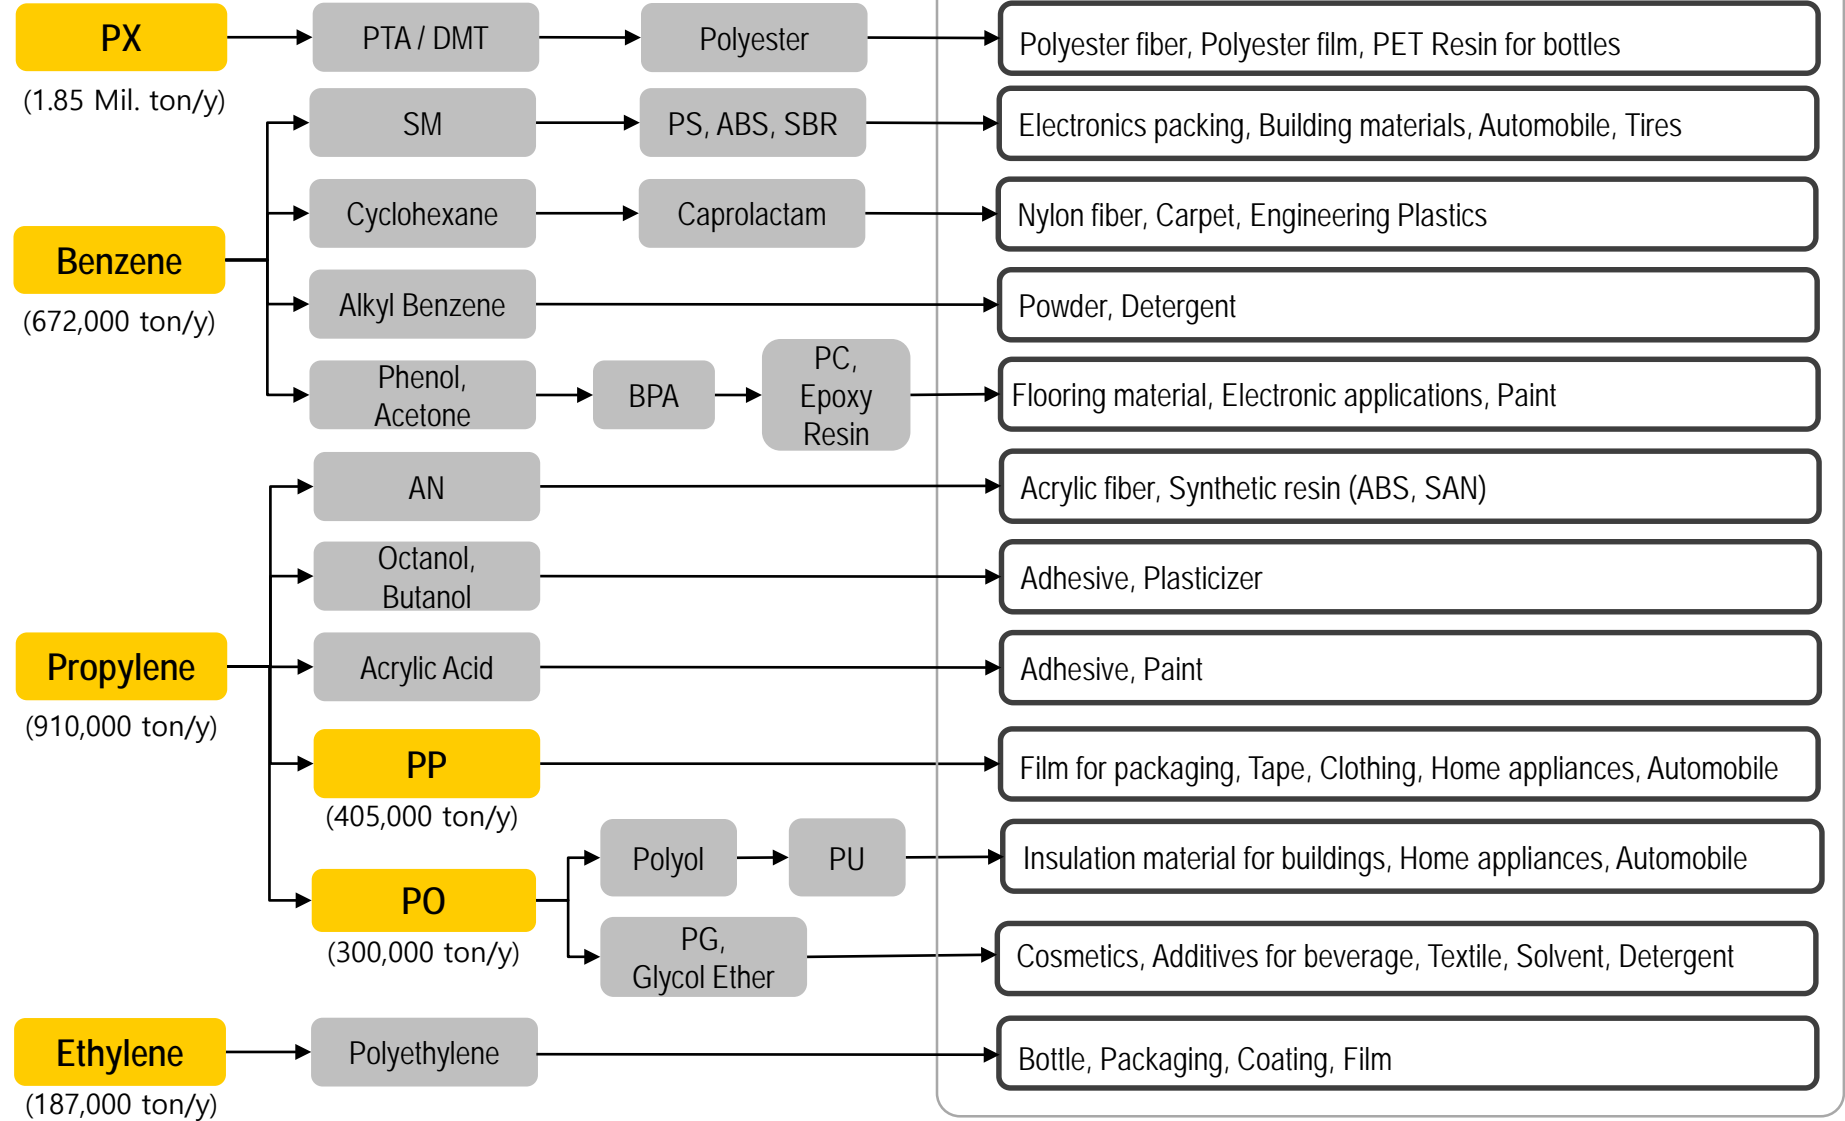 PX
(1.85 Mil. ton/y)
PTA / DMT
Polyester
Polyester fiber, Polyester film, PET Resin for bottles
Benzene
(672,000 ton/y)
SM
PS, ABS, SBR
Electronics packing, Building materials, Automobile, Tires
Cyclohexane
Caprolactam
Nylon fiber, Carpet, Engineering Plastics
Alkyl Benzene
Powder, Detergent
Phenol,
Acetone
BPA
PC,
Epoxy
Resin
Flooring material, Electronic applications, Paint
Propylene
(910,000 ton/y)
AN
Acrylic fiber, Synthetic resin (ABS, SAN)
Octanol,
Butanol
Adhesive, Plasticizer
Acrylic Acid
Adhesive, Paint
PP
(405,000 ton/y)
Film for packaging, Tape, Clothing, Home appliances, Automobile
PO
(300,000 ton/y)
Polyol
PU
Insulation material for buildings, Home appliances, Automobile
PG,
Glycol Ether
Cosmetics, Additives for beverage, Textile, Solvent, Detergent
Ethylene
(187,000 ton/y)
Polyethylene
Bottle, Packaging, Coating, Film